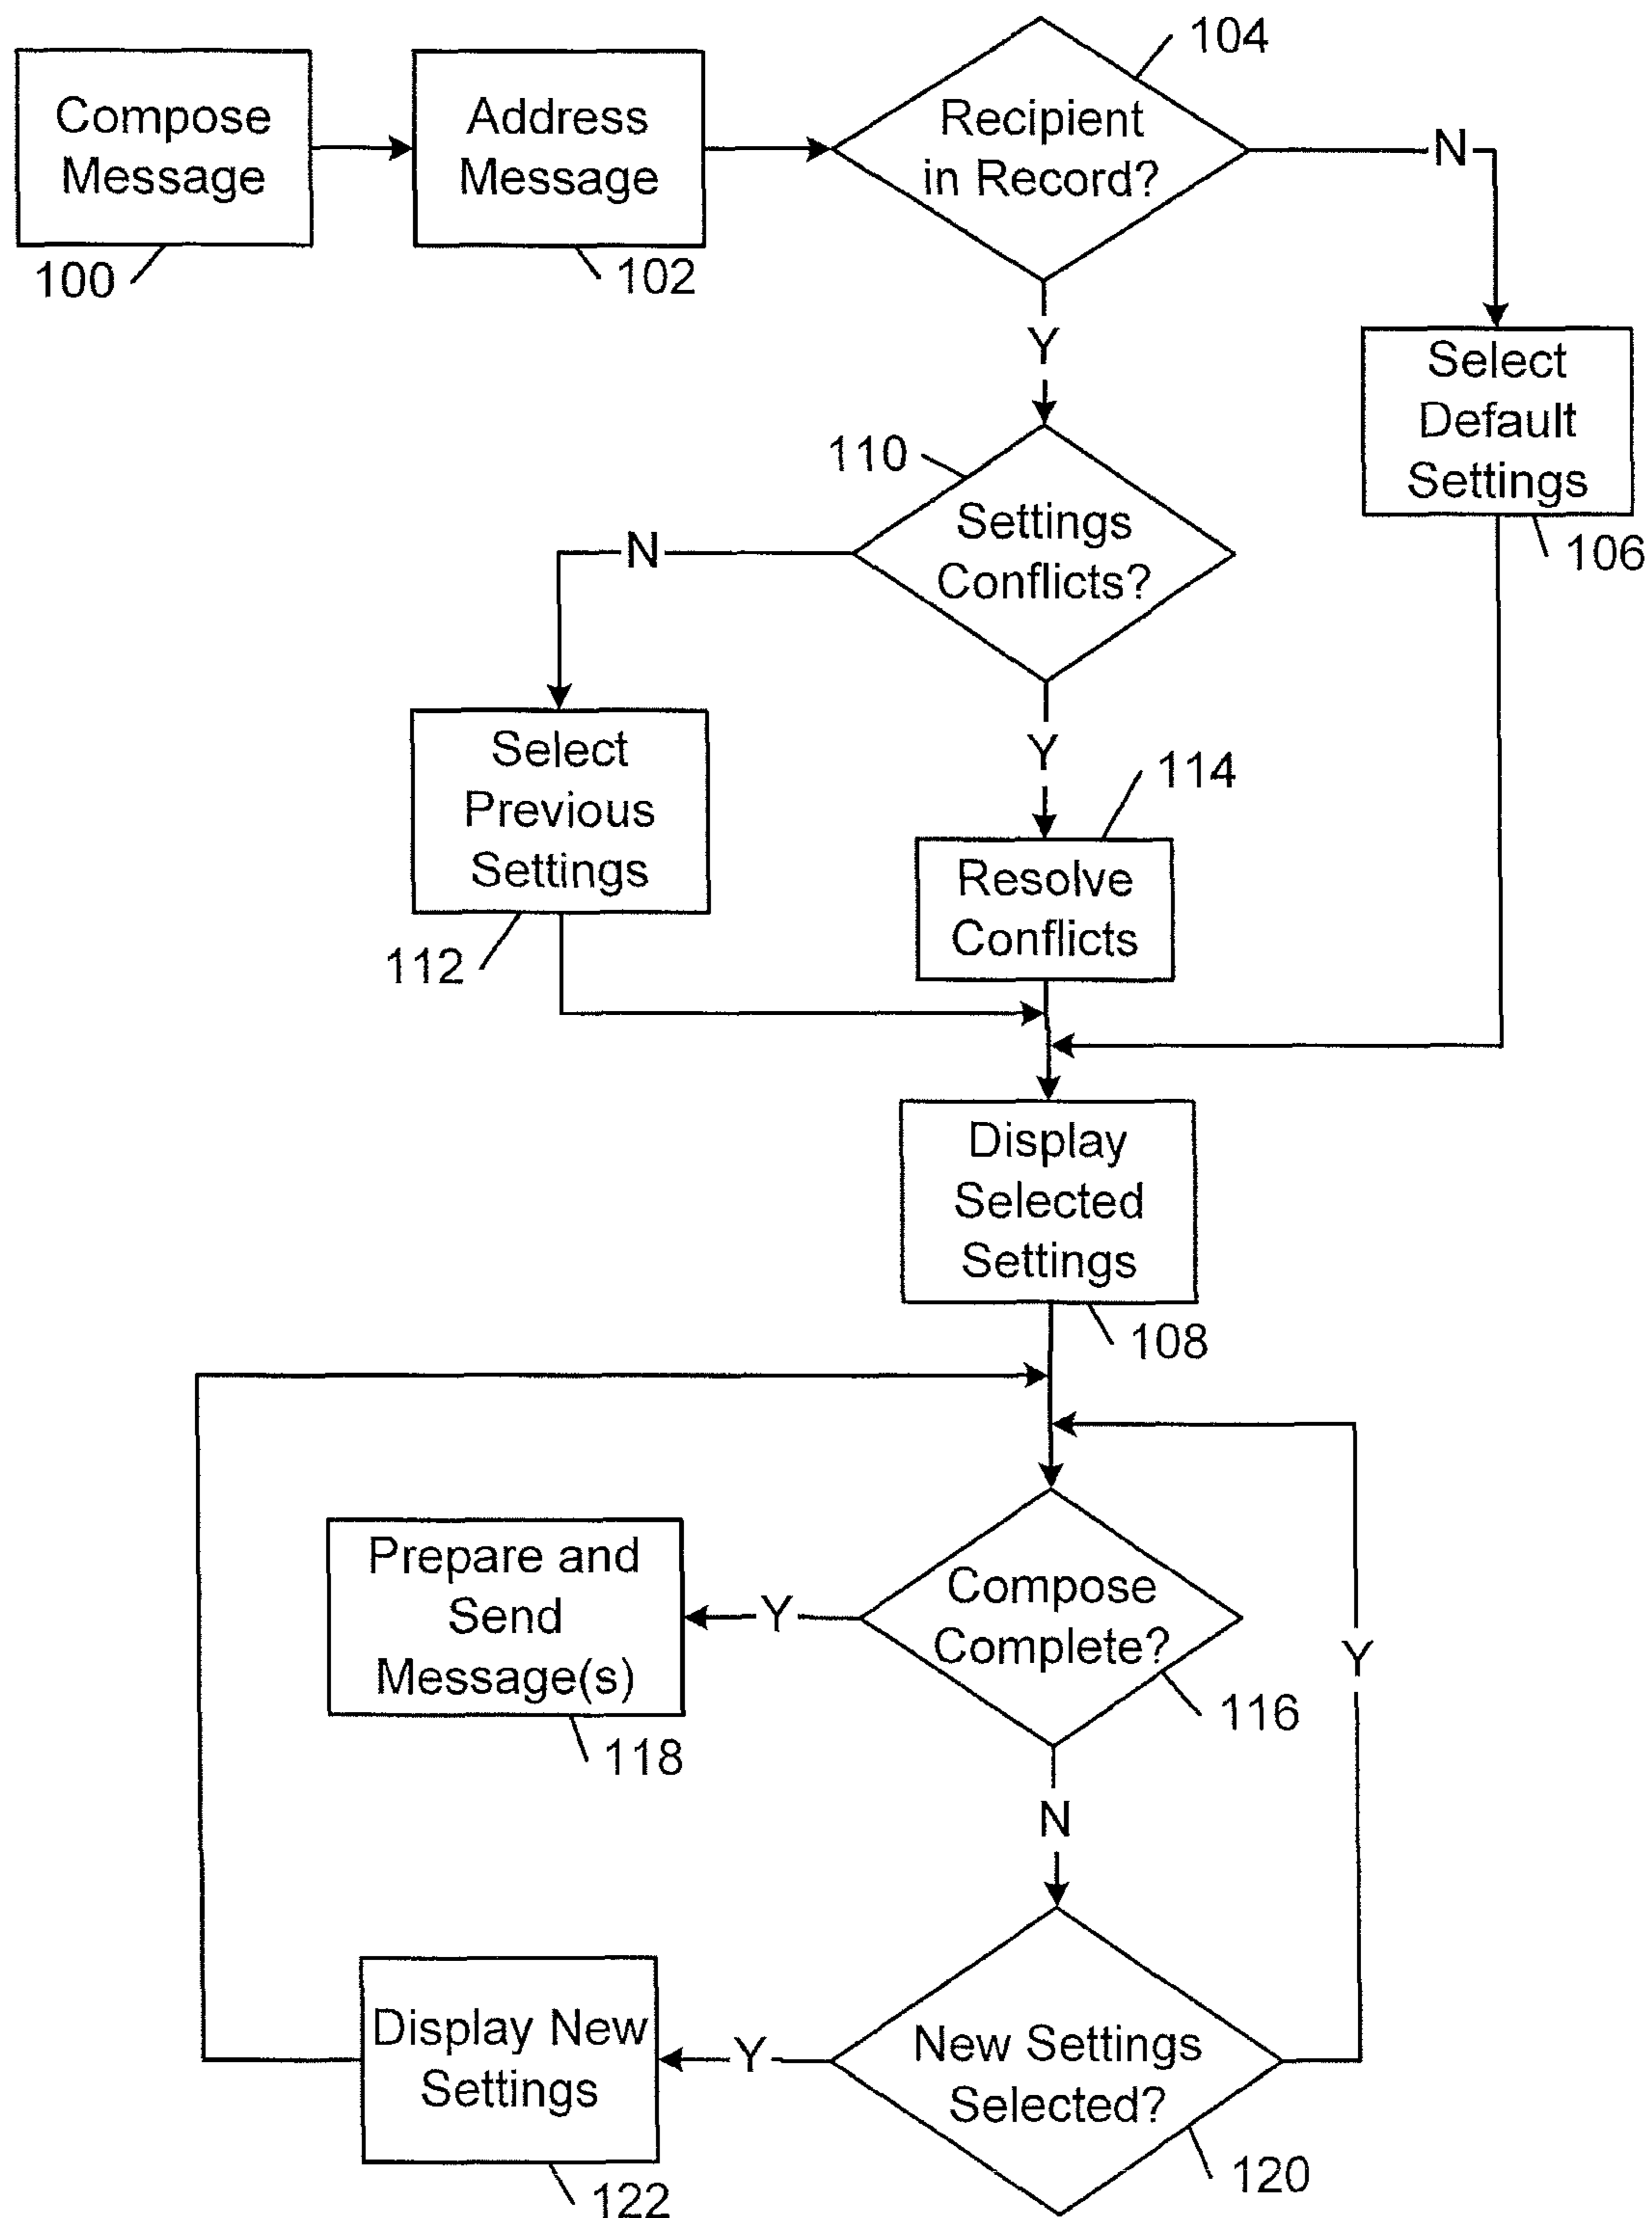 Compose
Message
100
Address
Message
102
Recipient
in Record?
104
N
Y
Select
Default
Settings
106
110
Settings
Conflicts?
N
Y
Select
Previous
Settings
112
114
Resolve
Conflicts
Display
Selected
Settings
108
Compose
Complete?
116
Y
Prepare and
Send
Message(s)
118
N
Y
New Settings
Selected?
120
Y
Display New
Settings
122